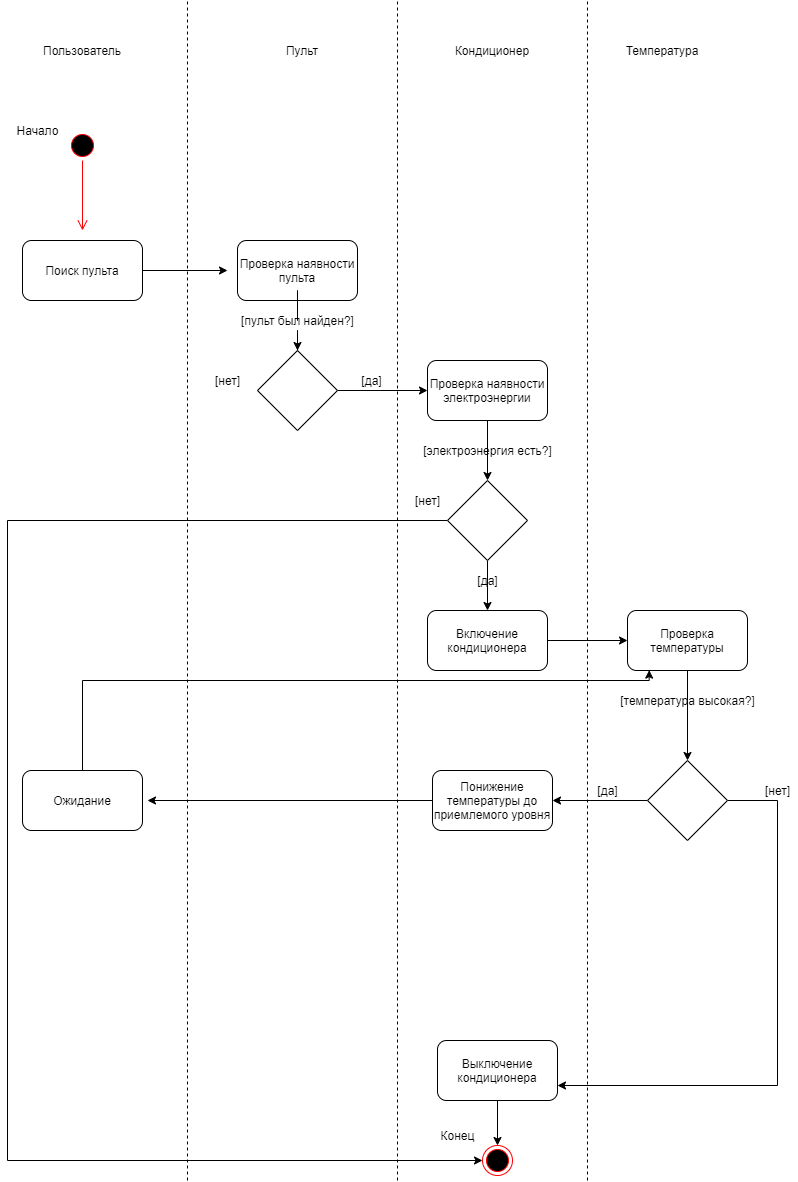 Пользователь
Пульт
Кондиционер
Температура
Начало
Поиск пульта
Проверка наявности
пульта
[пульт был найден?]
[нет]
[да]
Проверка наявности
электроэнергии
[электроэнергия есть?]
[нет]
[да]
Включение
кондиционера
Проверка
температуры
[температура высокая?]
Ожидание
Понижение
температуры до
приемлемого уровня
[да]
[нет]
Выключение
кондиционера
Конец